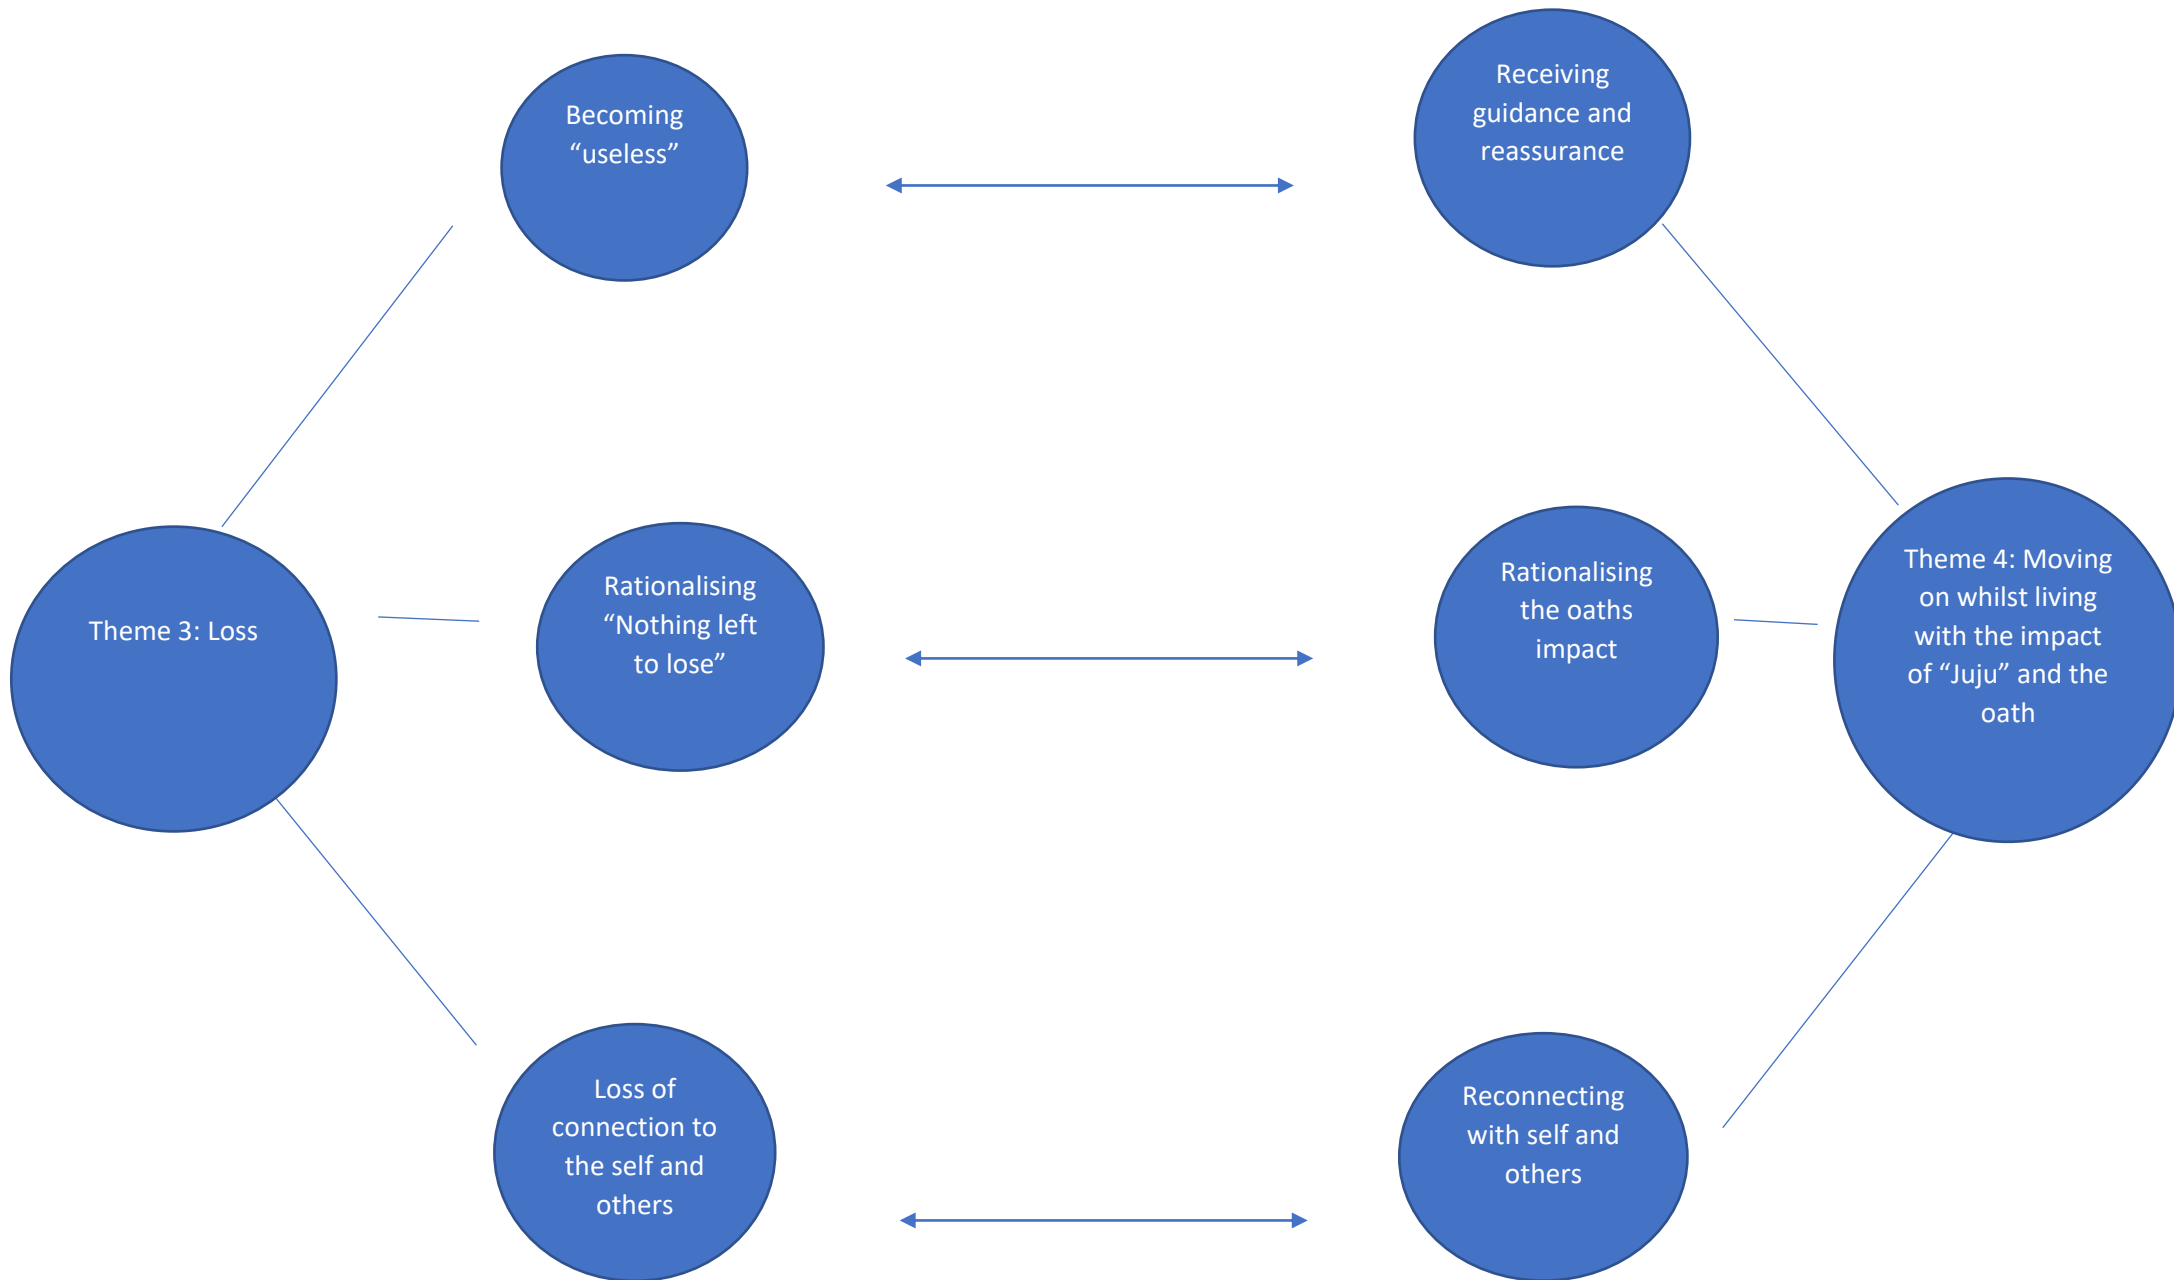 Becoming
“useless”
Receiving
guidance and
reassurance
Theme 3: Loss
Rationalising
“Nothing left
to lose”
Rationalising
the oaths
impact
Theme 4: Moving
on whilst living
with the impact
of “Juju” and the
oath
Loss of
connection to
the self and
others
Reconnecting
with self and
others